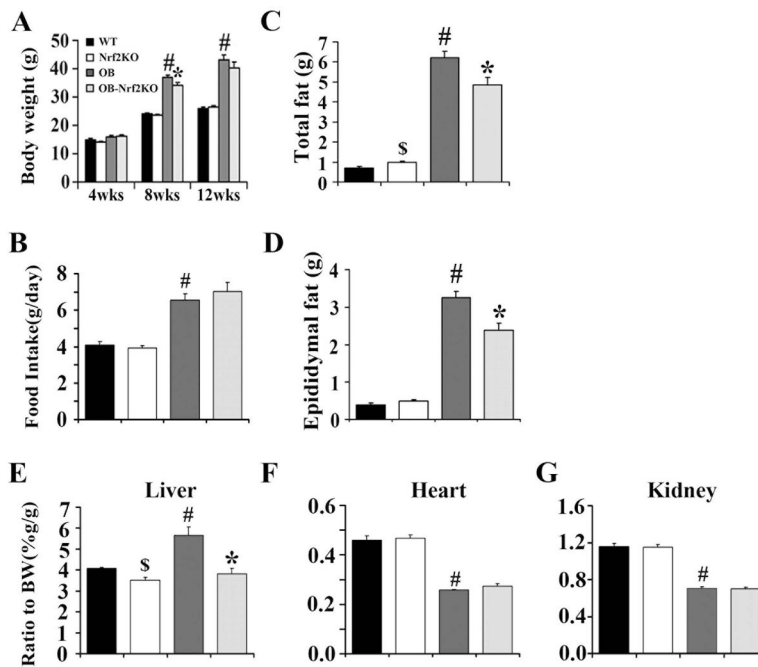 A
Body weight (g)
50
40
30
20
10
0
WT
Nrf2KO
OB
OB-Nrf2KO
#
*
#
4wks 8wks 12wks
C
Total fat (g)
7
6
5
4
3
2
1
0
$
#
*
B
Food Intake(g/day)
8
6
4
2
0
#
D
Epididymal fat (g)
4
3
2
1
0
#
*
E
Liver
Ratio to BW(%g/g)
7
6
5
4
3
2
1
0
$
#
*
F
Heart
0.6
0.4
0.2
0.0
#
G
Kidney
1.6
1.2
0.8
0.4
0.0
#